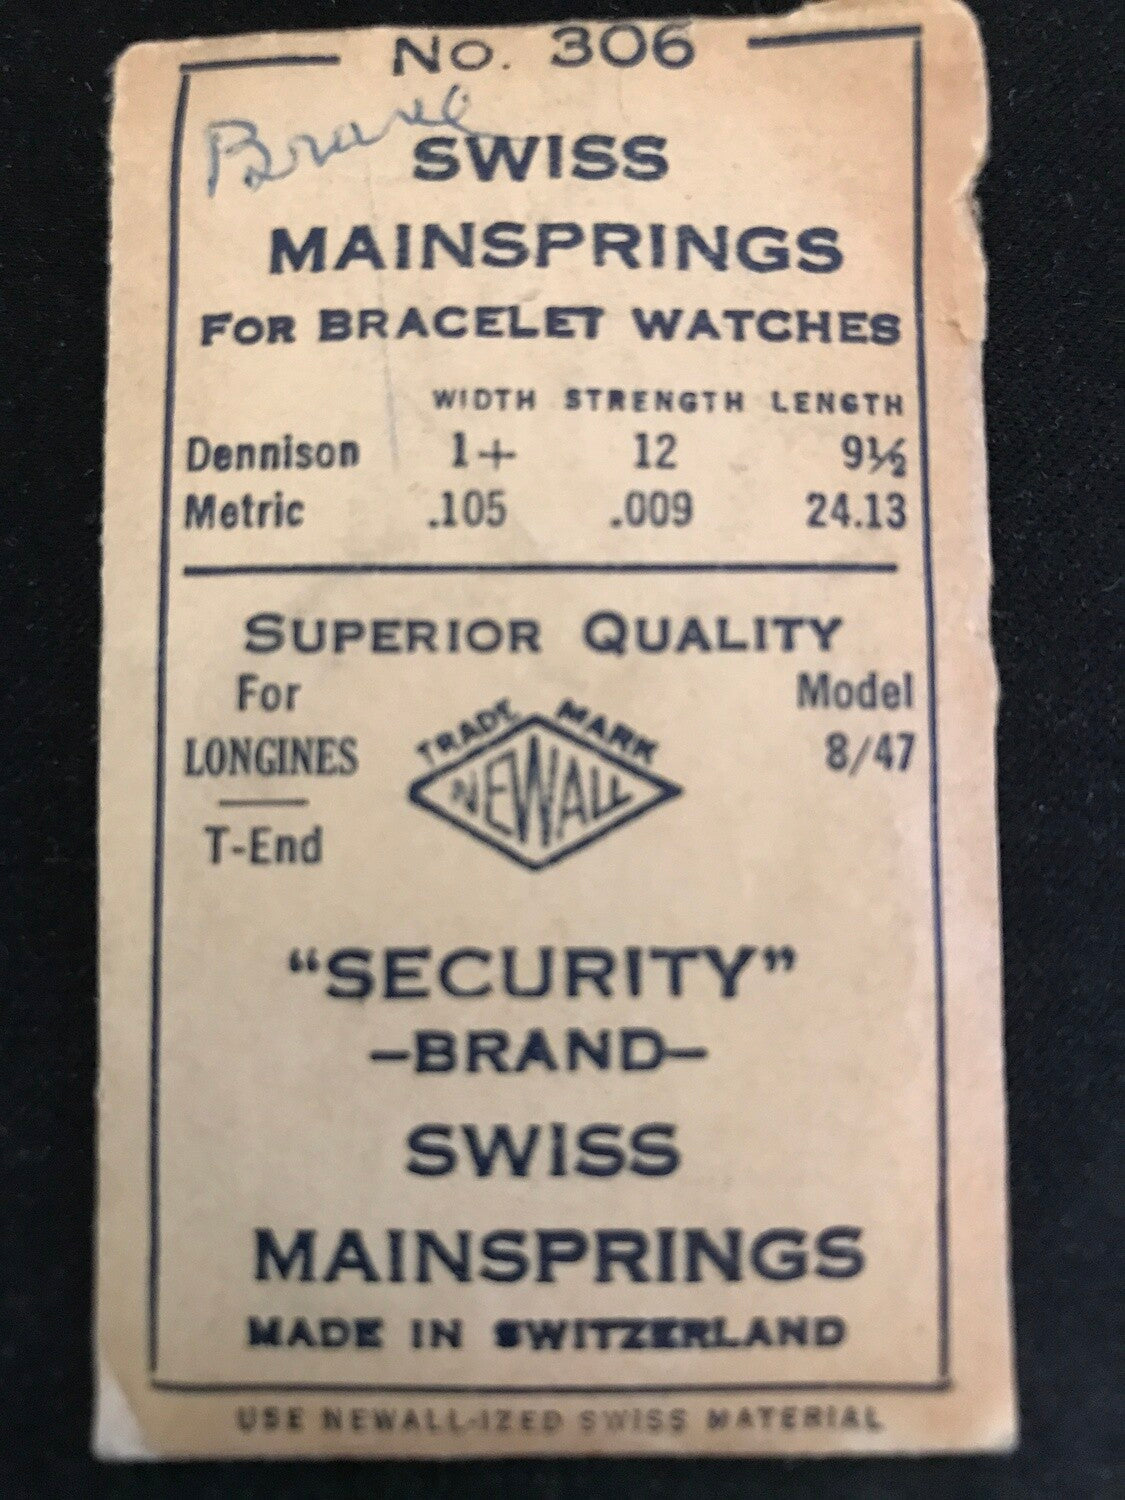 No. 306
SWISS
MAINSPRINGS
FOR BRACELET WATCHES
WIDTH STRENGTH LENGTH
Dennison 1+ 12 9½
Metric .105 .009 24.13
SUPERIOR QUALITY
For
LONGINES
T-End
TRADE MARK
NEWALL
Model
8/47
“SECURITY”
–BRAND–
SWISS
MAINSPRINGS
MADE IN SWITZERLAND
USE NEWALL-IZED SWISS MATERIAL